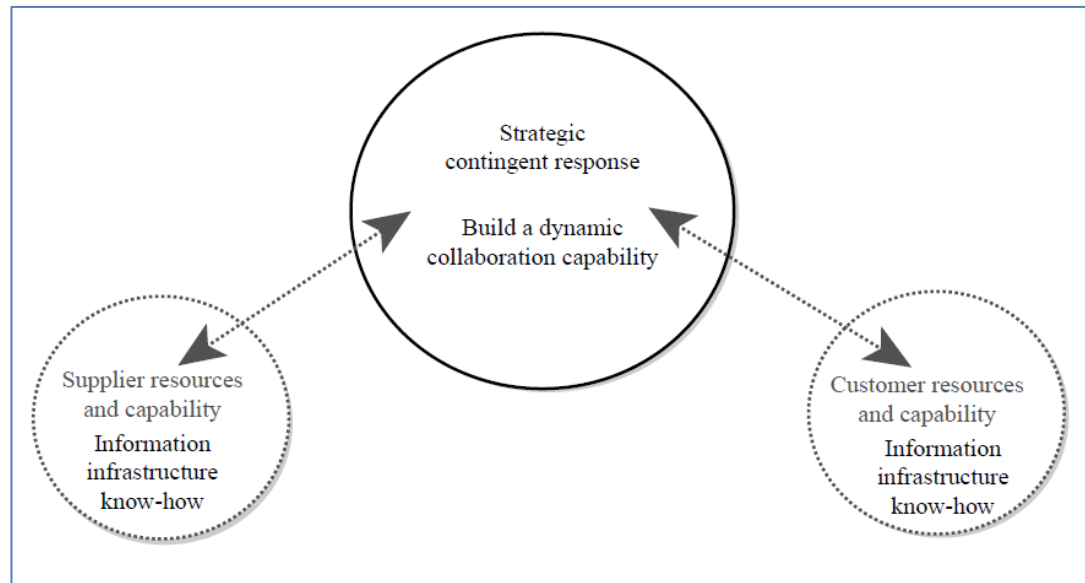 Strategic
contingent response
Build a dynamic
collaboration capability
Supplier resources
and capability
Information
infrastructure
know-how
Customer resources
and capability
Information
infrastructure
know-how